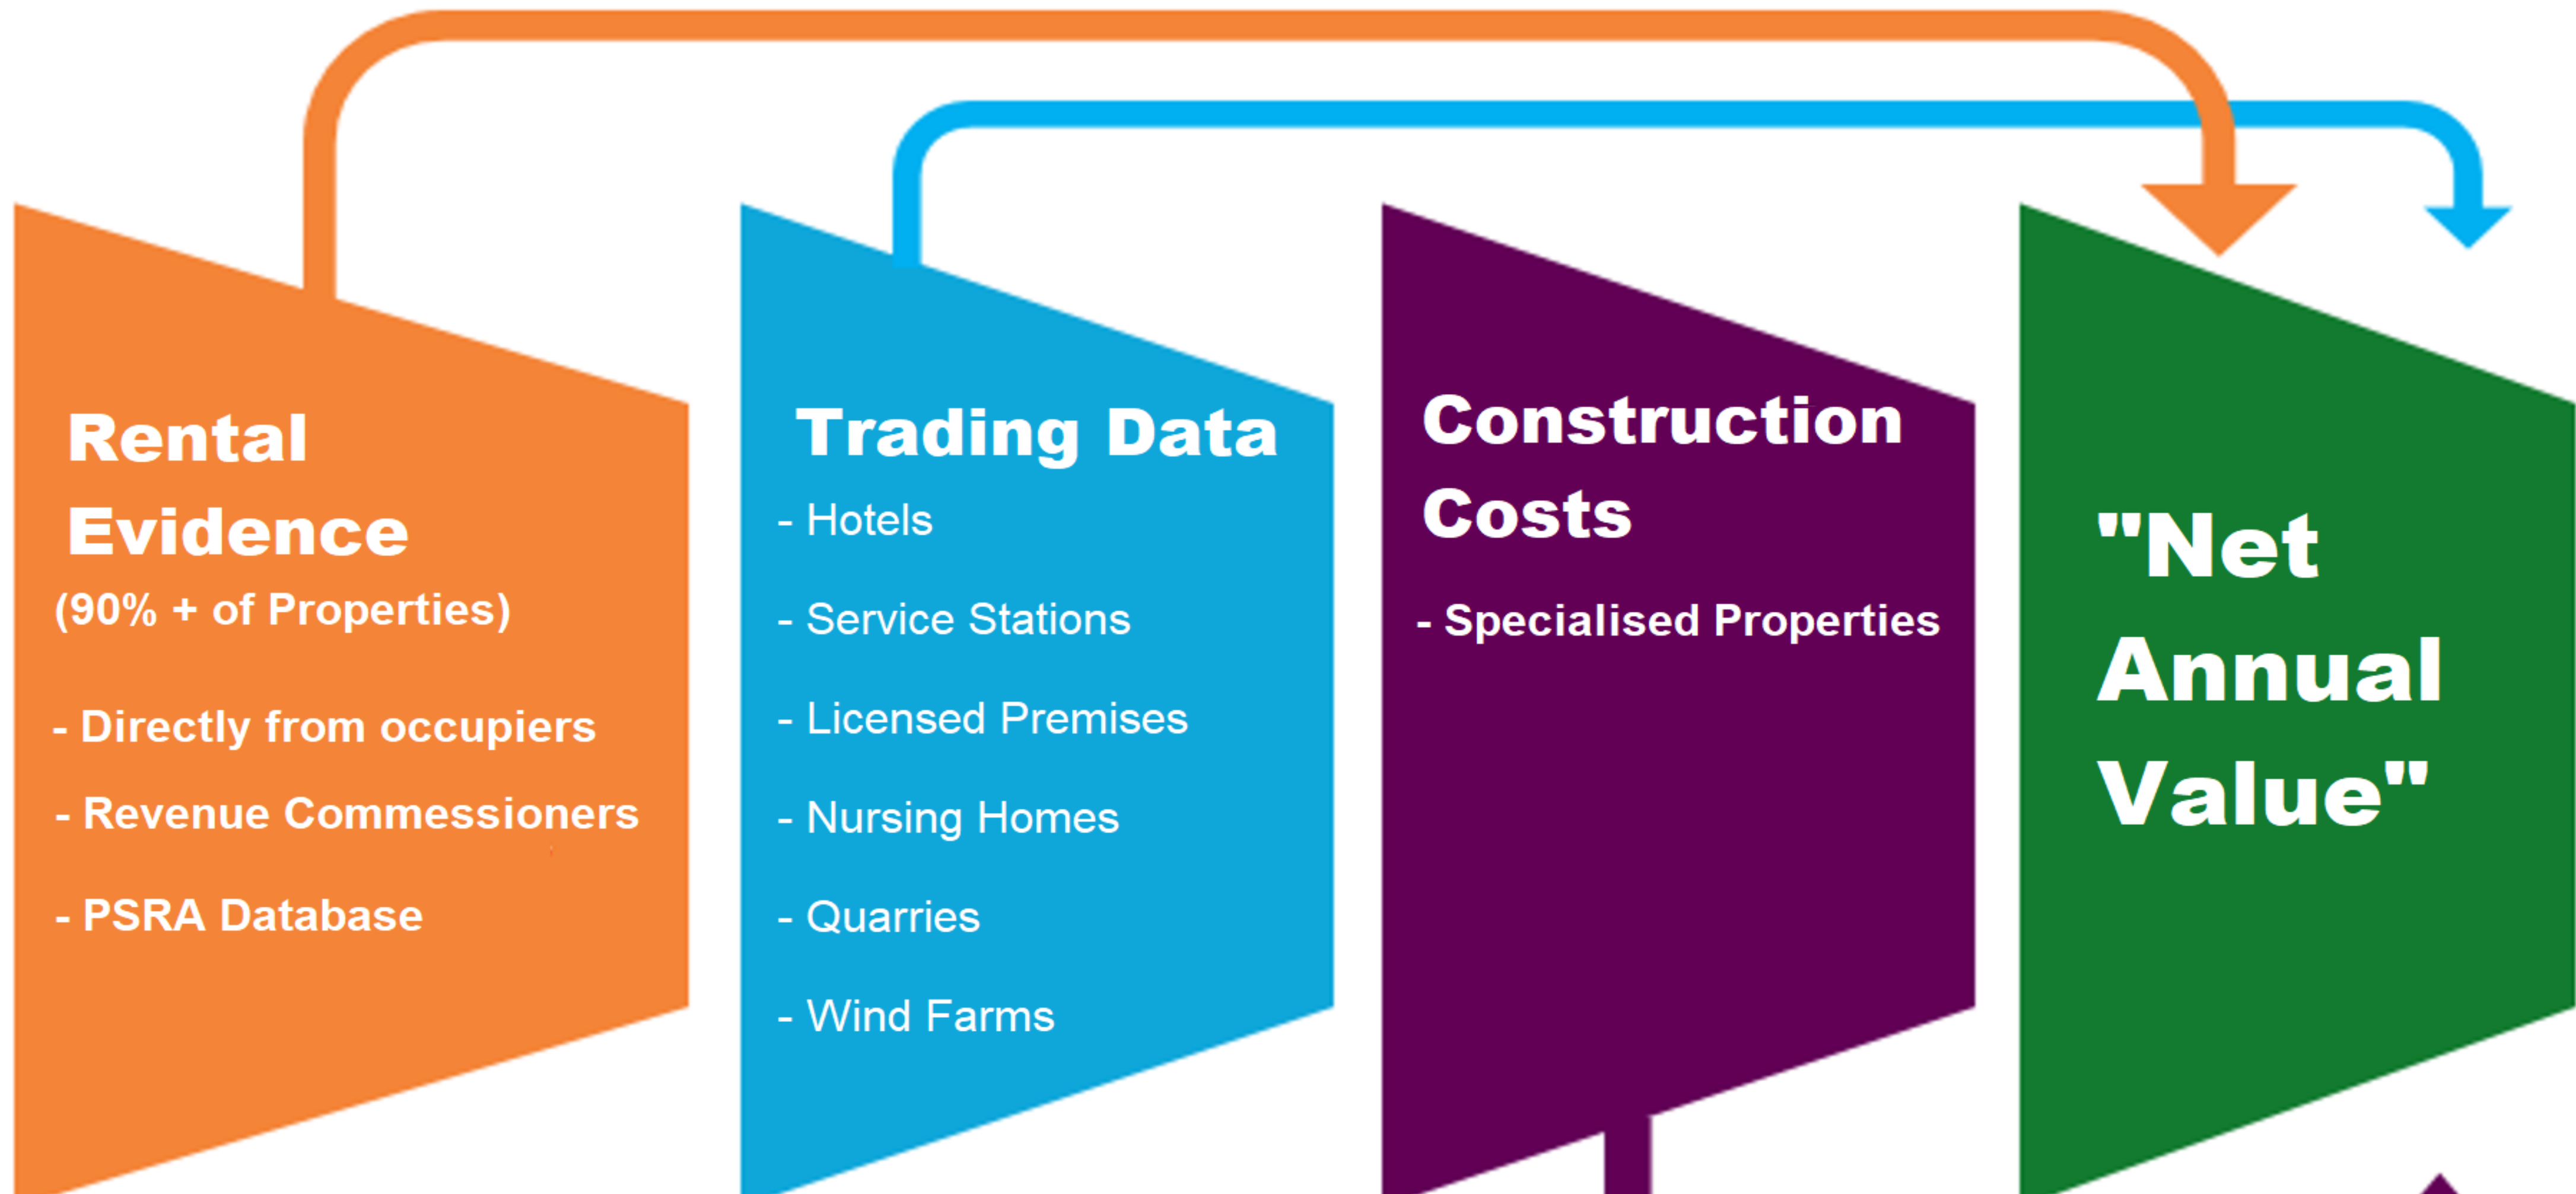 Rental
Evidence
(90% + of Properties)
- Directly from occupiers
- Revenue Commessioners
- PSRA Database
Trading Data
- Hotels
- Service Stations
- Licensed Premises
- Nursing Homes
- Quarries
- Wind Farms
Construction
Costs
- Specialised Properties
"Net
Annual
Value"